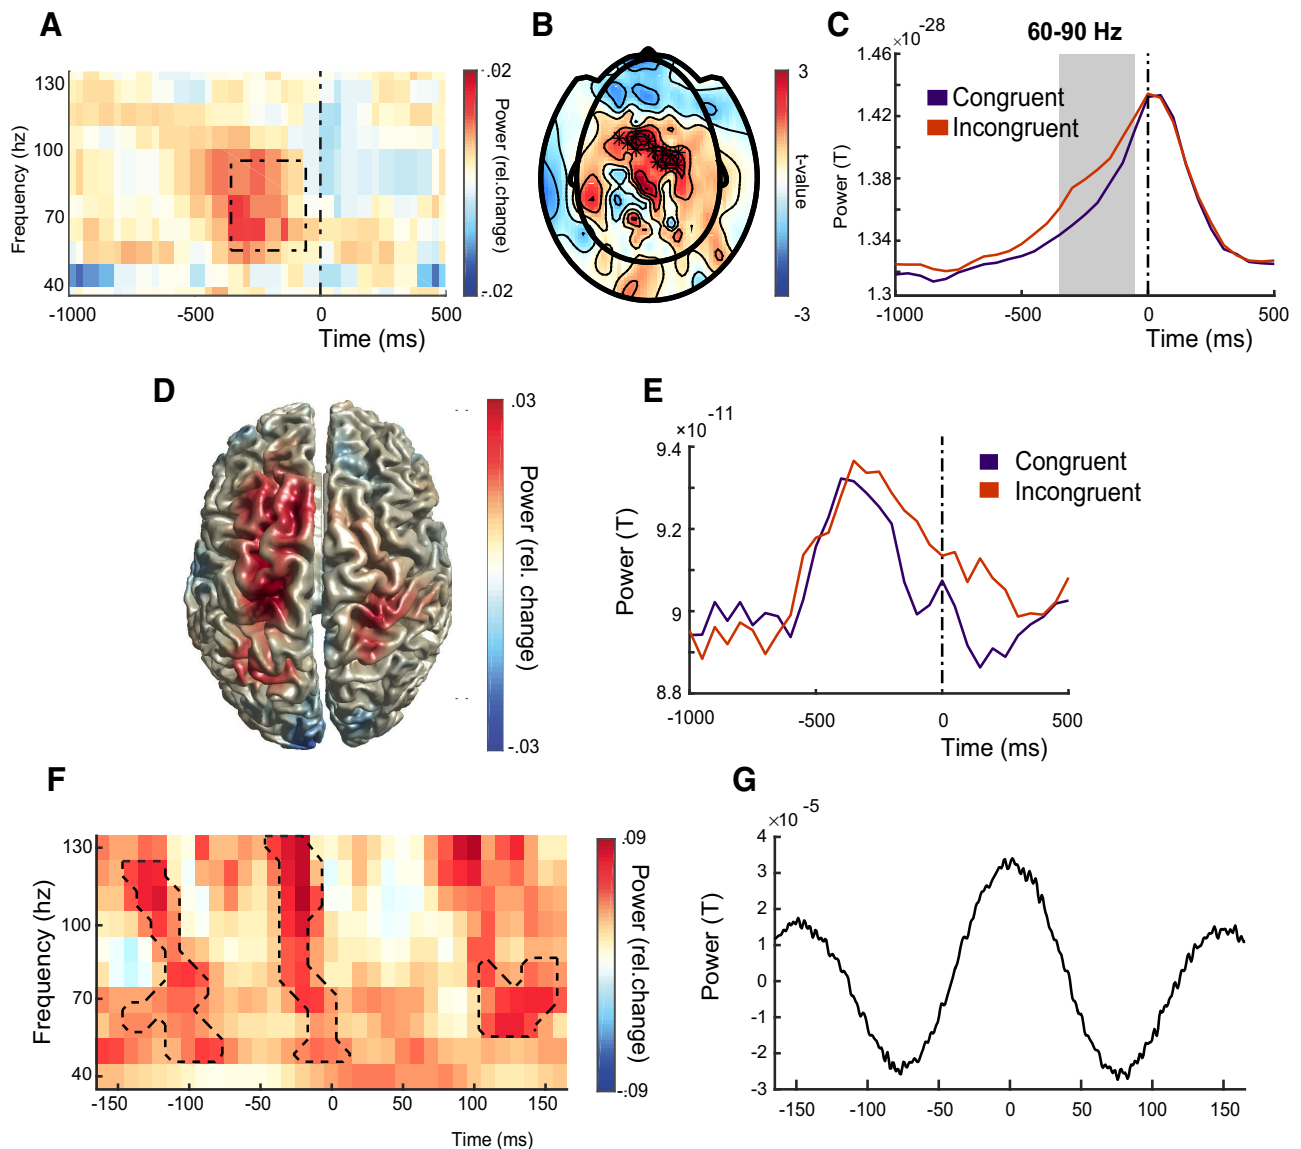 A
130
100
70
40
Frequency (hz)
-1000
-500
0
500
Time (ms)
.02
-.02
Power (rel.change)
B
3
-3
t-value
C
×10-28
60-90 Hz
1.46
1.42
1.38
1.34
1.3
Power (T)
Congruent
Incongruent
-1000
-500
0
500
Time (ms)
D
.03
-.03
Power (rel. change)
E
×10 -11
9.4
9.2
9
8.8
Power (T)
Congruent
Incongruent
-1000
-500
0
500
Time (ms)
F
130
100
70
40
Frequency (hz)
-150
-100
-50
0
50
100
150
Time (ms)
.09
-.09
Power (rel.change)
G
×10 -5
4
3
2
1
0
-1
-2
-3
Power (T)
-150
-100
-50
0
50
100
150